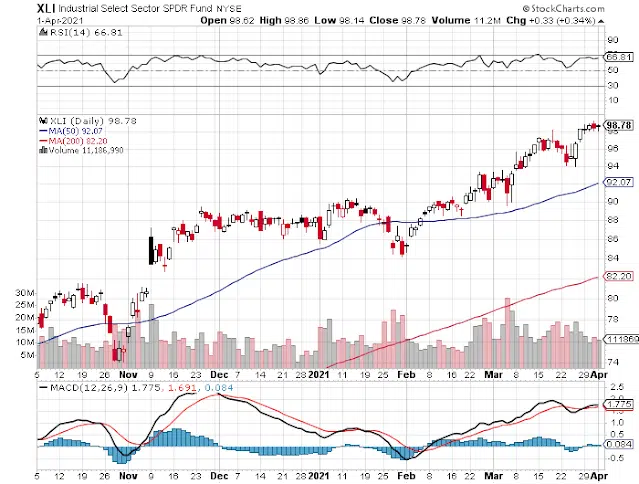 XLI Industrial Select Sector SPDR Fund NYSE © StockCharts.com
1-Apr-2021 Open 98.62 High 98.86 Low 98.14 Close 98.78 Volume 11.2M Chg +0.33 (+0.34%)
RSI(14) 66.81
90
66.81
50
30
10
XLI (Daily) 98.78
MA(50) 92.07
MA(200) 82.20
Volume 11,186,990
98.78
96
94
92.07
90
88
86
84
82.20
80
78
111869
74
30M
25M
20M
15M
10M
5M
5 12 19 26 Nov 9 16 23 Dec 7 14 21 28 2021 11 19 25 Feb 8 16 22 Mar 8 15 22 29 Apr
MACD(12,26,9) 1.775, 1.691, 0.084
2.5
2.0
1.775
1.0
0.5
0.084
-0.5
5 12 19 26 Nov 9 16 23 Dec 7 14 21 28 2021 11 19 25 Feb 8 16 22 Mar 8 15 22 29 Apr